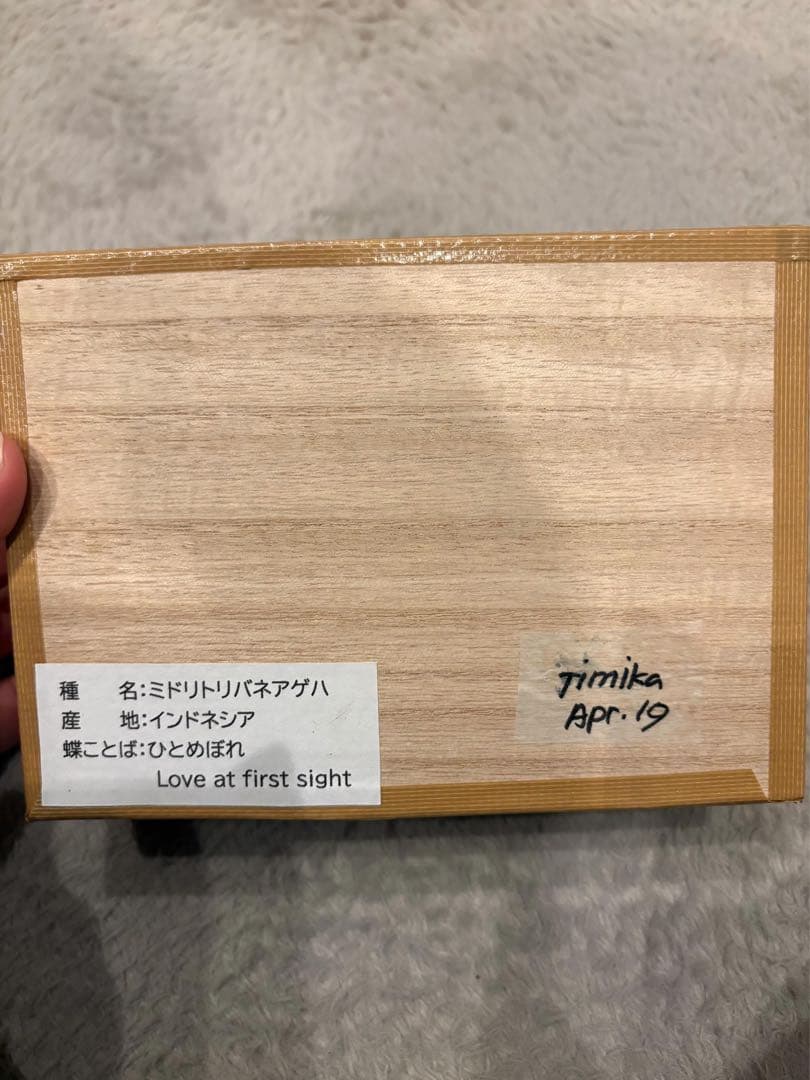 種　　名:ミドリトリバネアゲハ
産　　地:インドネシア
蝶ことば:ひとめぼれ
Love at first sight
Timika
Apr. 19